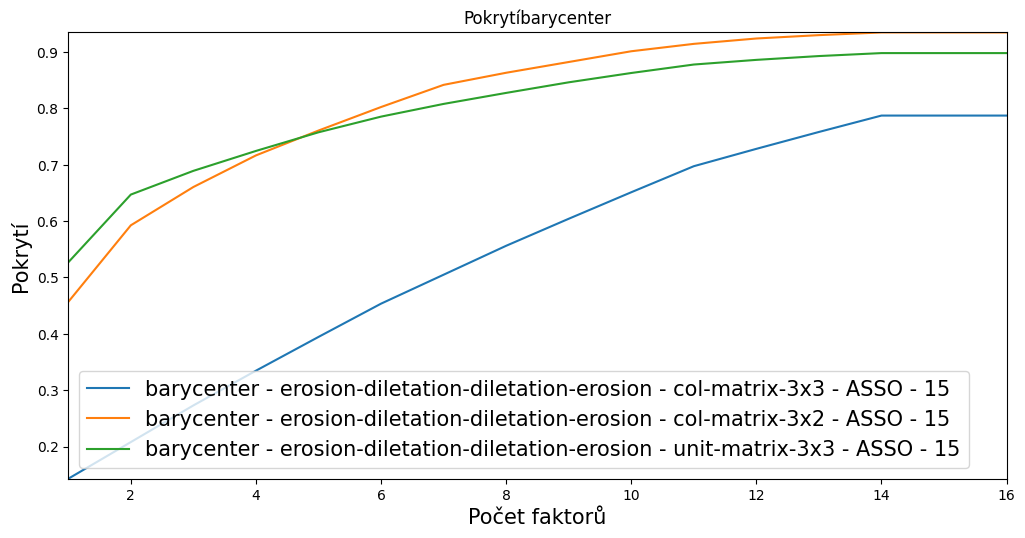 Pokrytíbarycenter
0.9
0.8
0.7
0.6
0.5
0.4
0.3
0.2
Pokrytí
barycenter - erosion-diletation-diletation-erosion - col-matrix-3x3 - ASSO - 15
barycenter - erosion-diletation-diletation-erosion - col-matrix-3x2 - ASSO - 15
barycenter - erosion-diletation-diletation-erosion - unit-matrix-3x3 - ASSO - 15
2 4 6 8 10 12 14 16
Počet faktorů